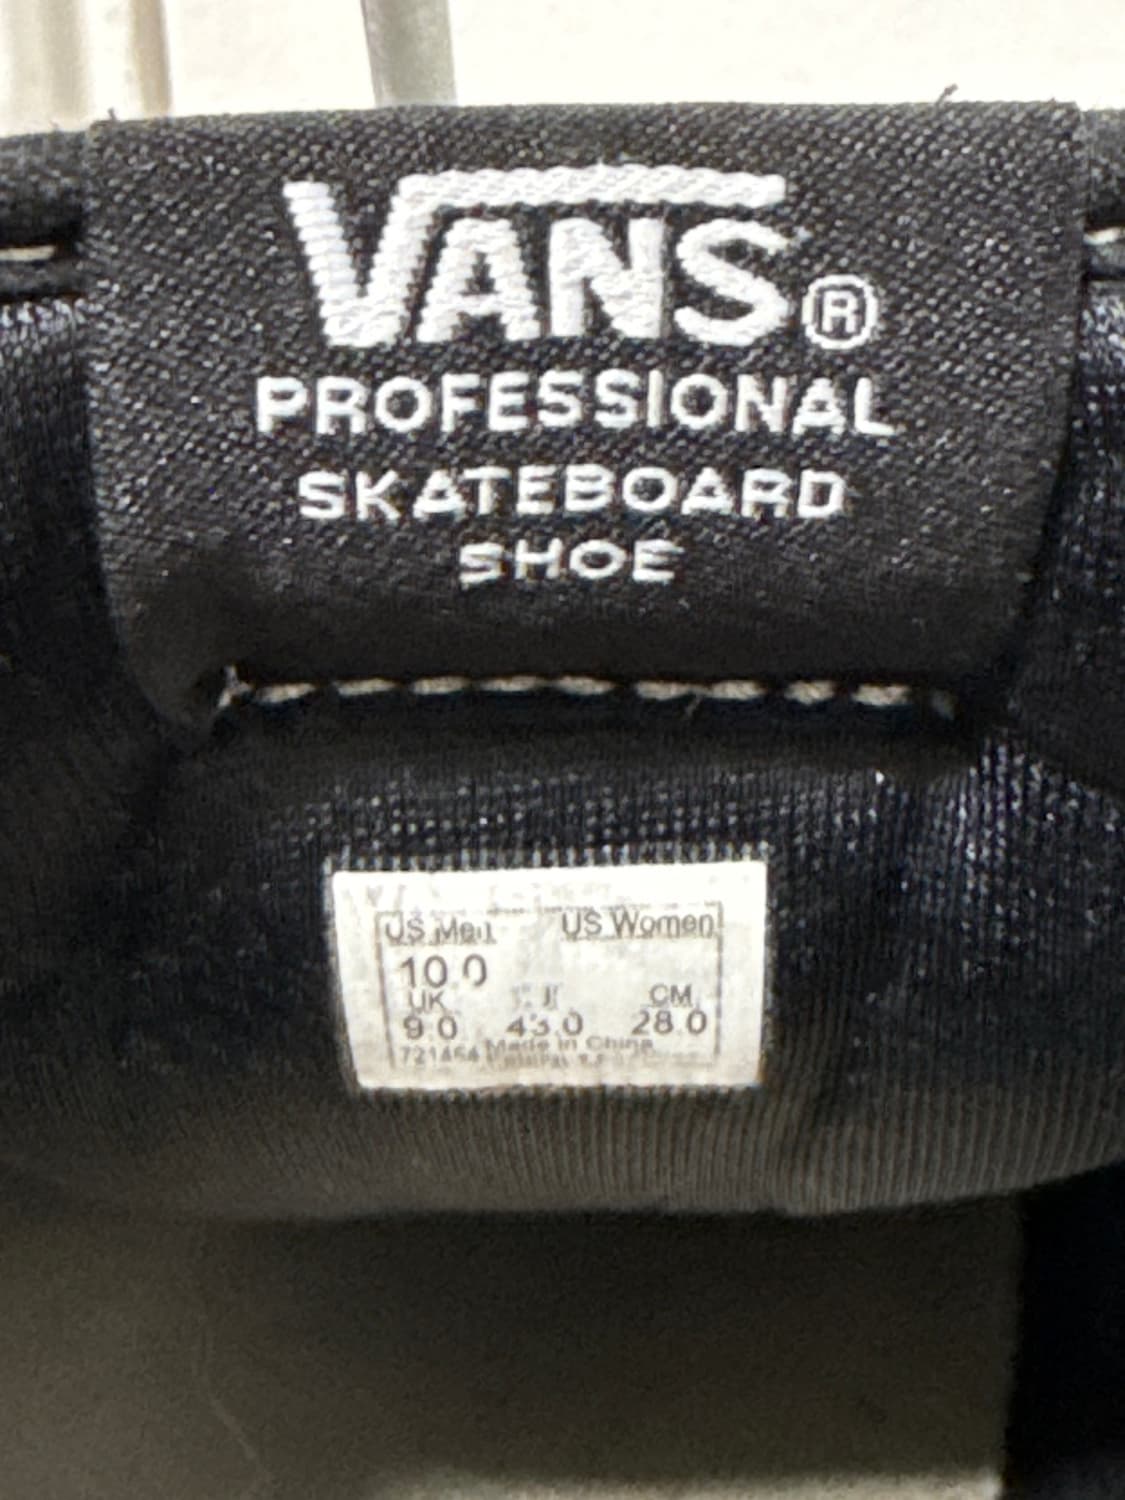 VANS®
PROFESSIONAL
SKATEBOARD
SHOE
US Men US Women
10.0
UK CM
9.0 43.0 28.0
721454 Made in China